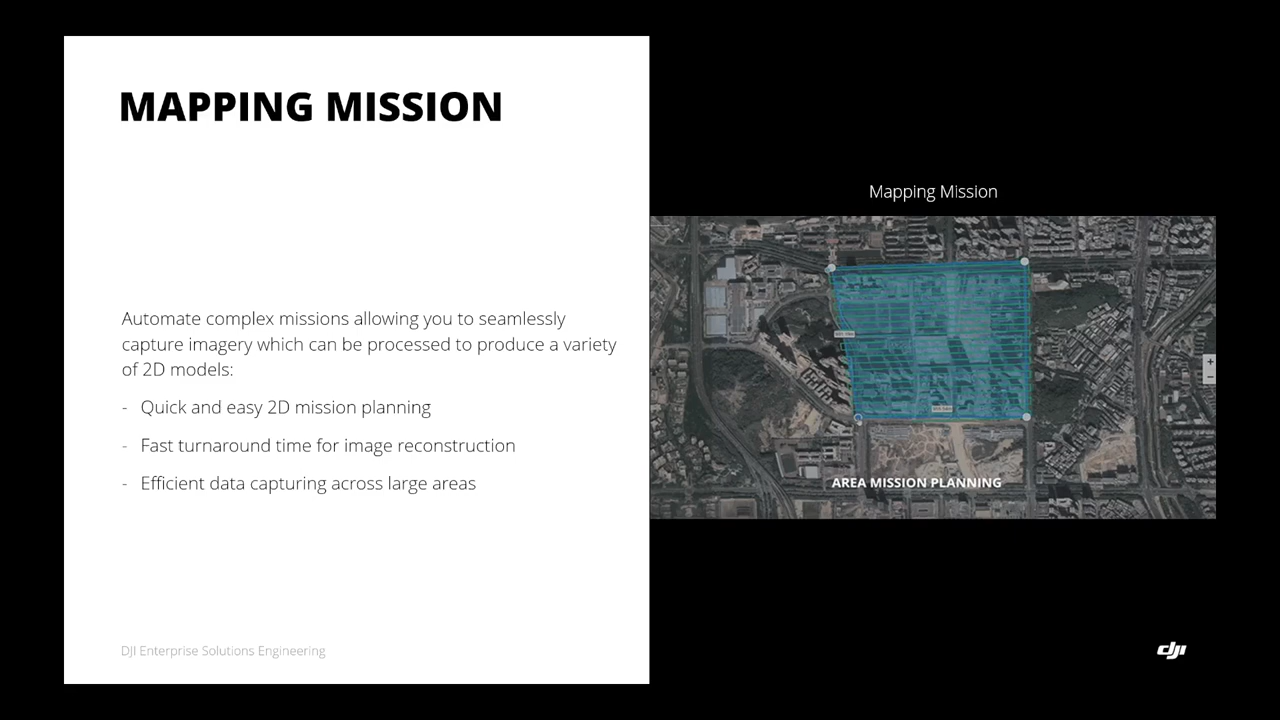 MAPPING MISSION
Automate complex missions allowing you to seamlessly
capture imagery which can be processed to produce a variety
of 2D models:
- Quick and easy 2D mission planning
- Fast turnaround time for image reconstruction
- Efficient data capturing across large areas
DJI Enterprise Solutions Engineering
Mapping Mission
+
−
AREA MISSION PLANNING
dji